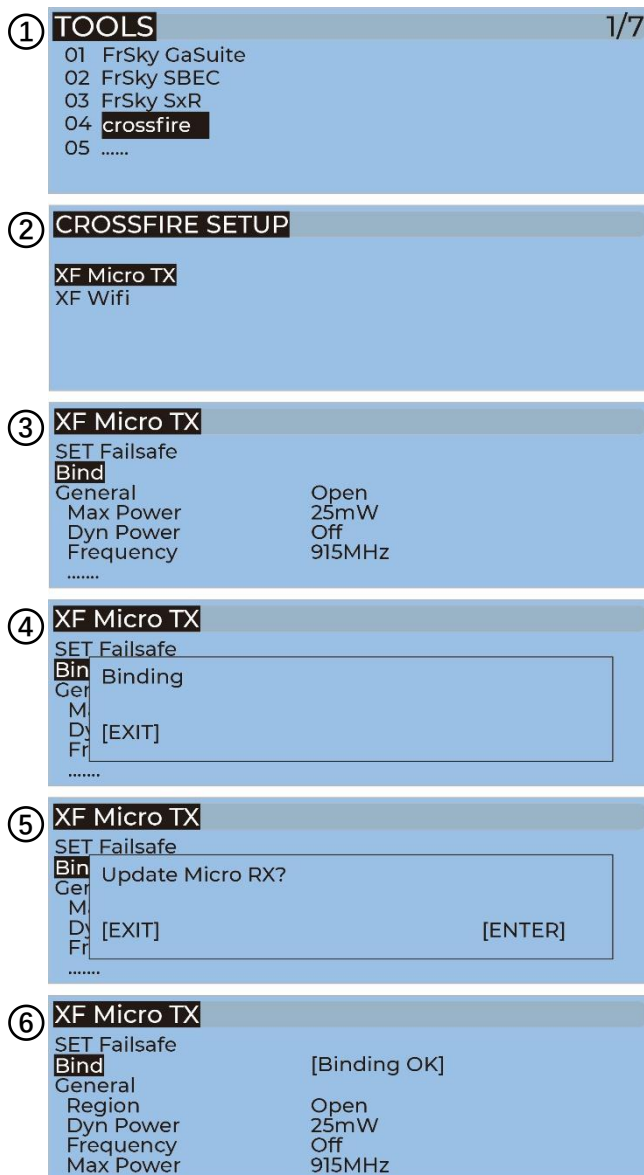 ① TOOLS 1/7
01 FrSky GaSuite
02 FrSky SBEC
03 FrSky SxR
04 crossfire
05 ......
② CROSSFIRE SETUP
XF Micro TX
XF Wifi
③ XF Micro TX
SET Failsafe
Bind
General Open
Max Power 25mW
Dyn Power Off
Frequency 915MHz
.......
④ XF Micro TX
SET Failsafe
Bin
Binding
Ger
M
Dy [EXIT]
Fr
.......
⑤ XF Micro TX
SET Failsafe
Bin
Update Micro RX?
Ger
M
Dy [EXIT] [ENTER]
Fr
.......
⑥ XF Micro TX
SET Failsafe
Bind [Binding OK]
General
Region Open
Dyn Power 25mW
Frequency Off
Max Power 915MHz